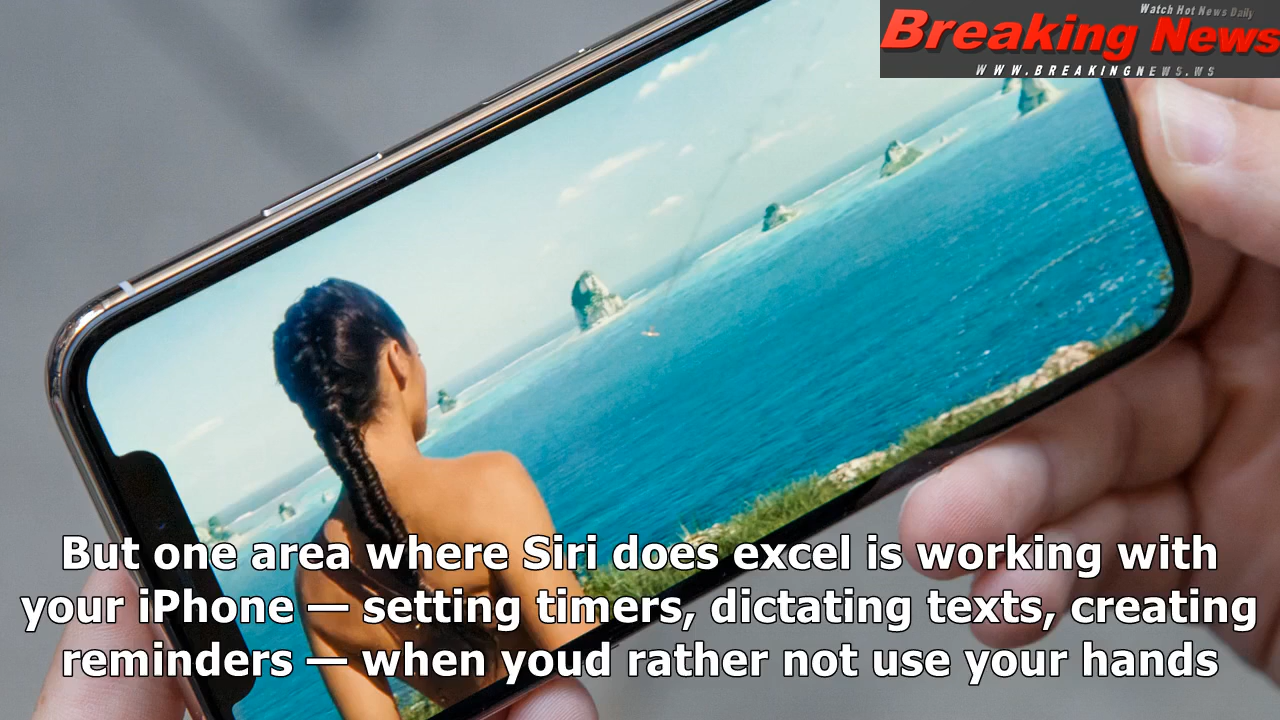 Watch Hot News Daily
Breaking News
WWW.BREAKINGNEWS.WS
But one area where Siri does excel is working with
your iPhone — setting timers, dictating texts, creating
reminders — when youd rather not use your hands